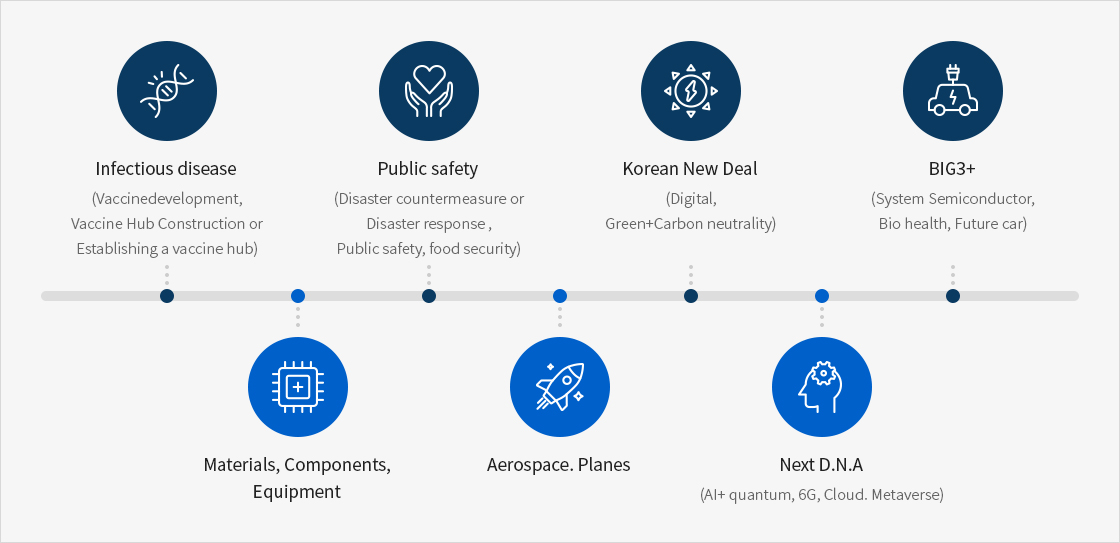 Infectious disease
(Vaccinedevelopment,
Vaccine Hub Construction or
Establishing a vaccine hub)
Public safety
(Disaster countermeasure or
Disaster response ,
Public safety, food security)
Korean New Deal
(Digital,
Green+Carbon neutrality)
BIG3+
(System Semiconductor,
Bio health, Future car)
Materials, Components,
Equipment
Aerospace. Planes
Next D.N.A
(AI+ quantum, 6G, Cloud. Metaverse)